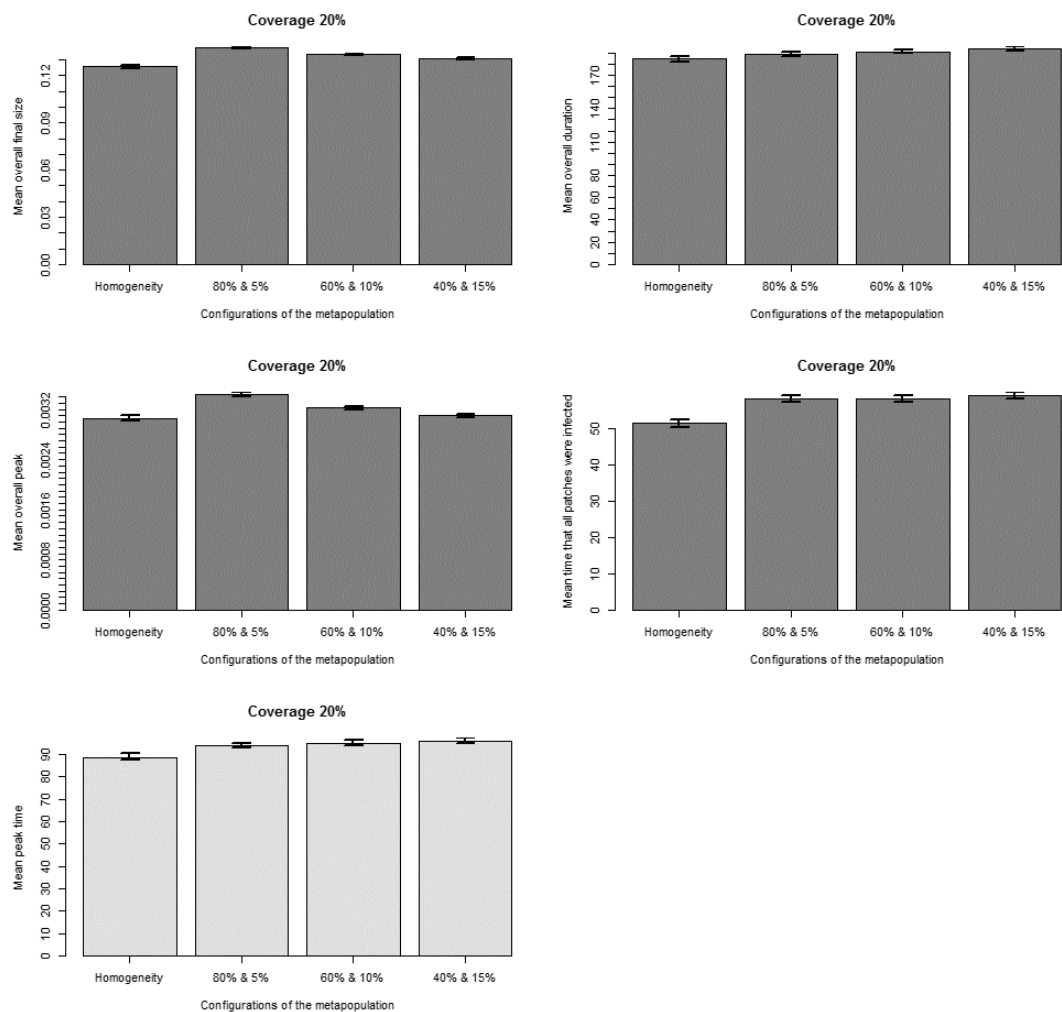 Coverage 20%
Mean overall final size
0.12
0.09
0.06
0.03
0.00
Homogeneity 80% & 5% 60% & 10% 40% & 15%
Configurations of the metapopulation
Coverage 20%
Mean overall duration
170
140
110
80
60
40
20
0
Homogeneity 80% & 5% 60% & 10% 40% & 15%
Configurations of the metapopulation
Coverage 20%
Mean overall peak
0.0032
0.0024
0.0016
0.0008
0.0000
Homogeneity 80% & 5% 60% & 10% 40% & 15%
Configurations of the metapopulation
Coverage 20%
Mean time that all patches were infected
50
40
30
20
10
0
Homogeneity 80% & 5% 60% & 10% 40% & 15%
Configurations of the metapopulation
Coverage 20%
Mean peak time
90
80
70
60
50
40
30
20
10
0
Homogeneity 80% & 5% 60% & 10% 40% & 15%
Configurations of the metapopulation